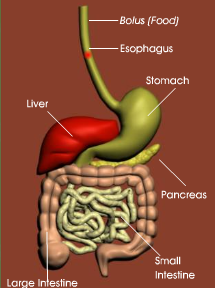 Bolus (Food)
Esophagus
Stomach
Liver
Pancreas
Small
Intestine
Large Intestine